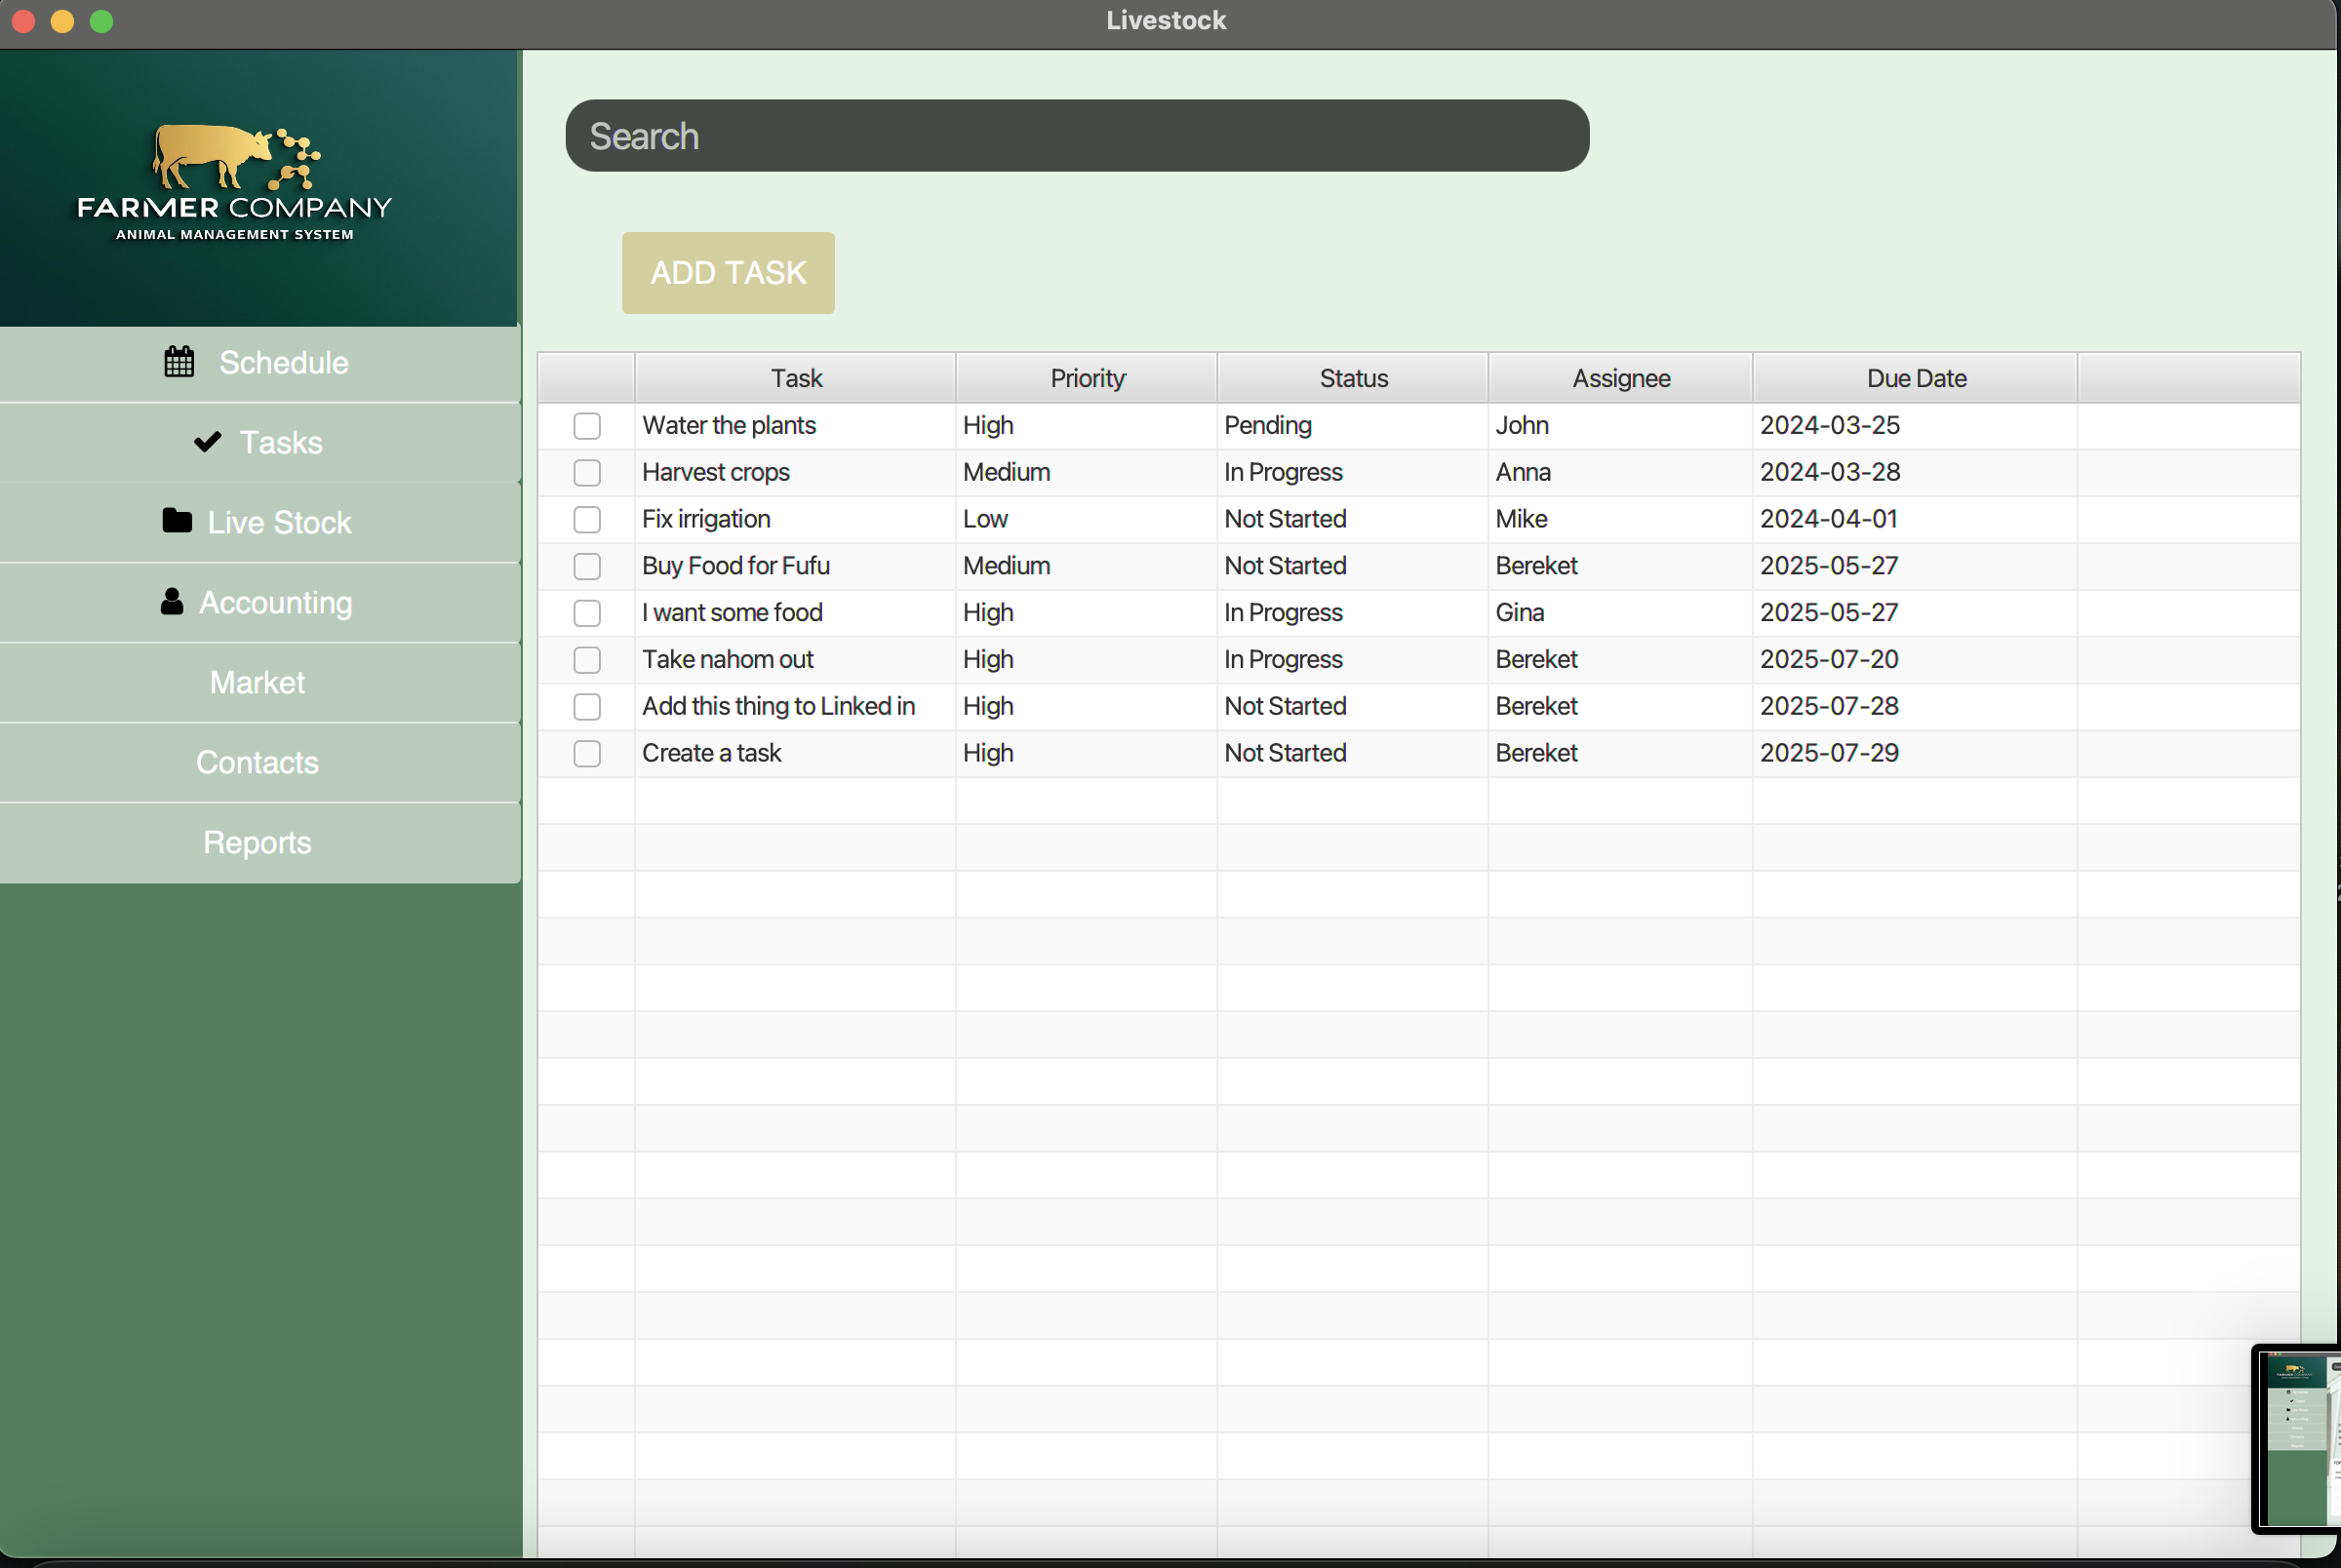 Livestock
FARMER COMPANY
ANIMAL MANAGEMENT SYSTEM
Schedule
Tasks
Live Stock
Accounting
Market
Contacts
Reports
Search
ADD TASK
Task Priority Status Assignee Due Date
Water the plants High Pending John 2024-03-25
Harvest crops Medium In Progress Anna 2024-03-28
Fix irrigation Low Not Started Mike 2024-04-01
Buy Food for Fufu Medium Not Started Bereket 2025-05-27
I want some food High In Progress Gina 2025-05-27
Take nahom out High In Progress Bereket 2025-07-20
Add this thing to Linked in High Not Started Bereket 2025-07-28
Create a task High Not Started Bereket 2025-07-29